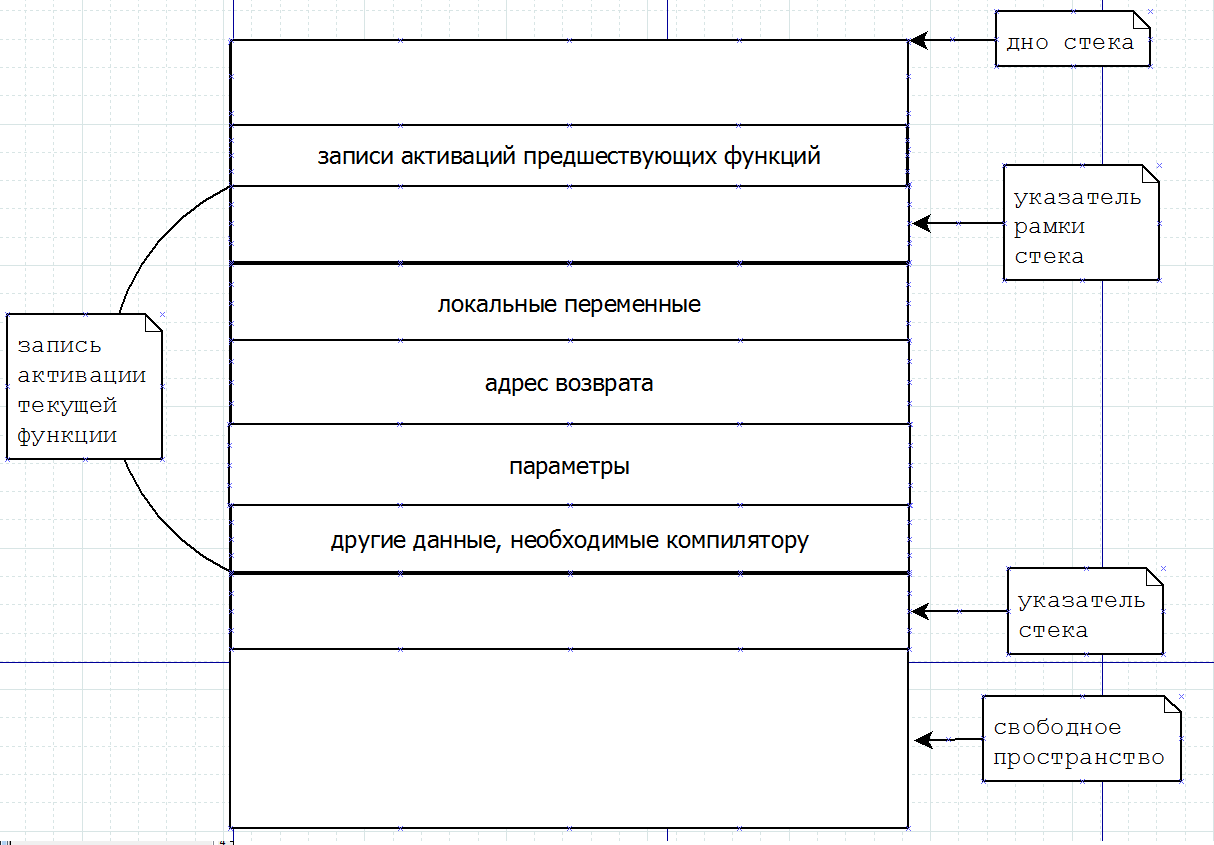 дно стека
записи активаций предшествующих функций
указатель
рамки
стека
локальные переменные
запись
активации
текущей
функции
адрес возврата
параметры
другие данные, необходимые компилятору
указатель
стека
свободное
пространство
4